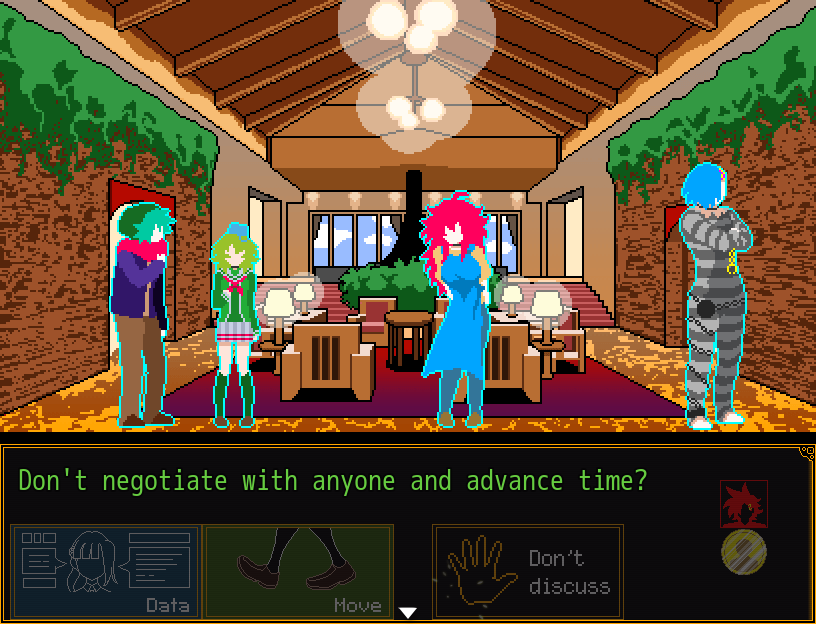 Don't negotiate with anyone and advance time?
Data
Move
Don't
discuss